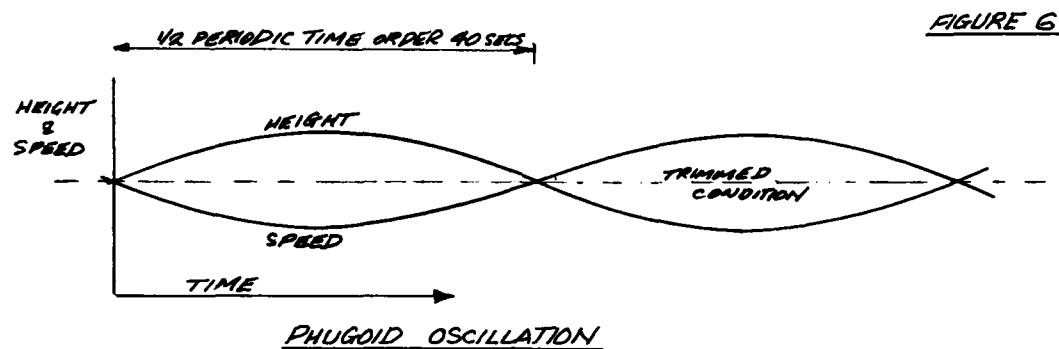 FIGURE 6
1/2 PERIODIC TIME ORDER 40 SECS
HEIGHT
&
SPEED
HEIGHT
TRIMMED
CONDITION
SPEED
TIME
PHUGOID OSCILLATION